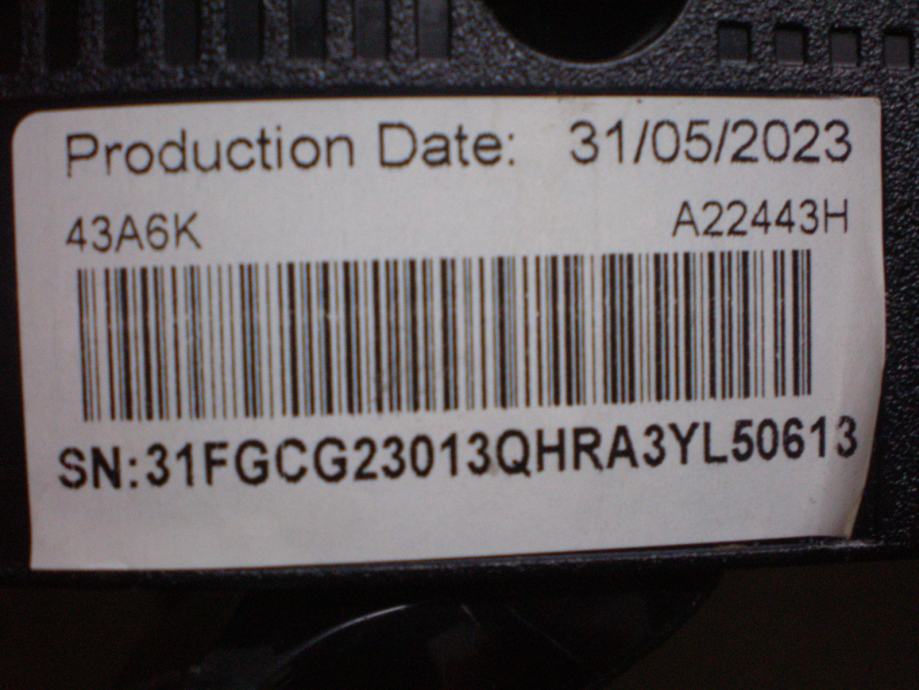 Production Date: 31/05/2023
43A6K A22443H
SN:31FGCG23013QHRA3YL50613